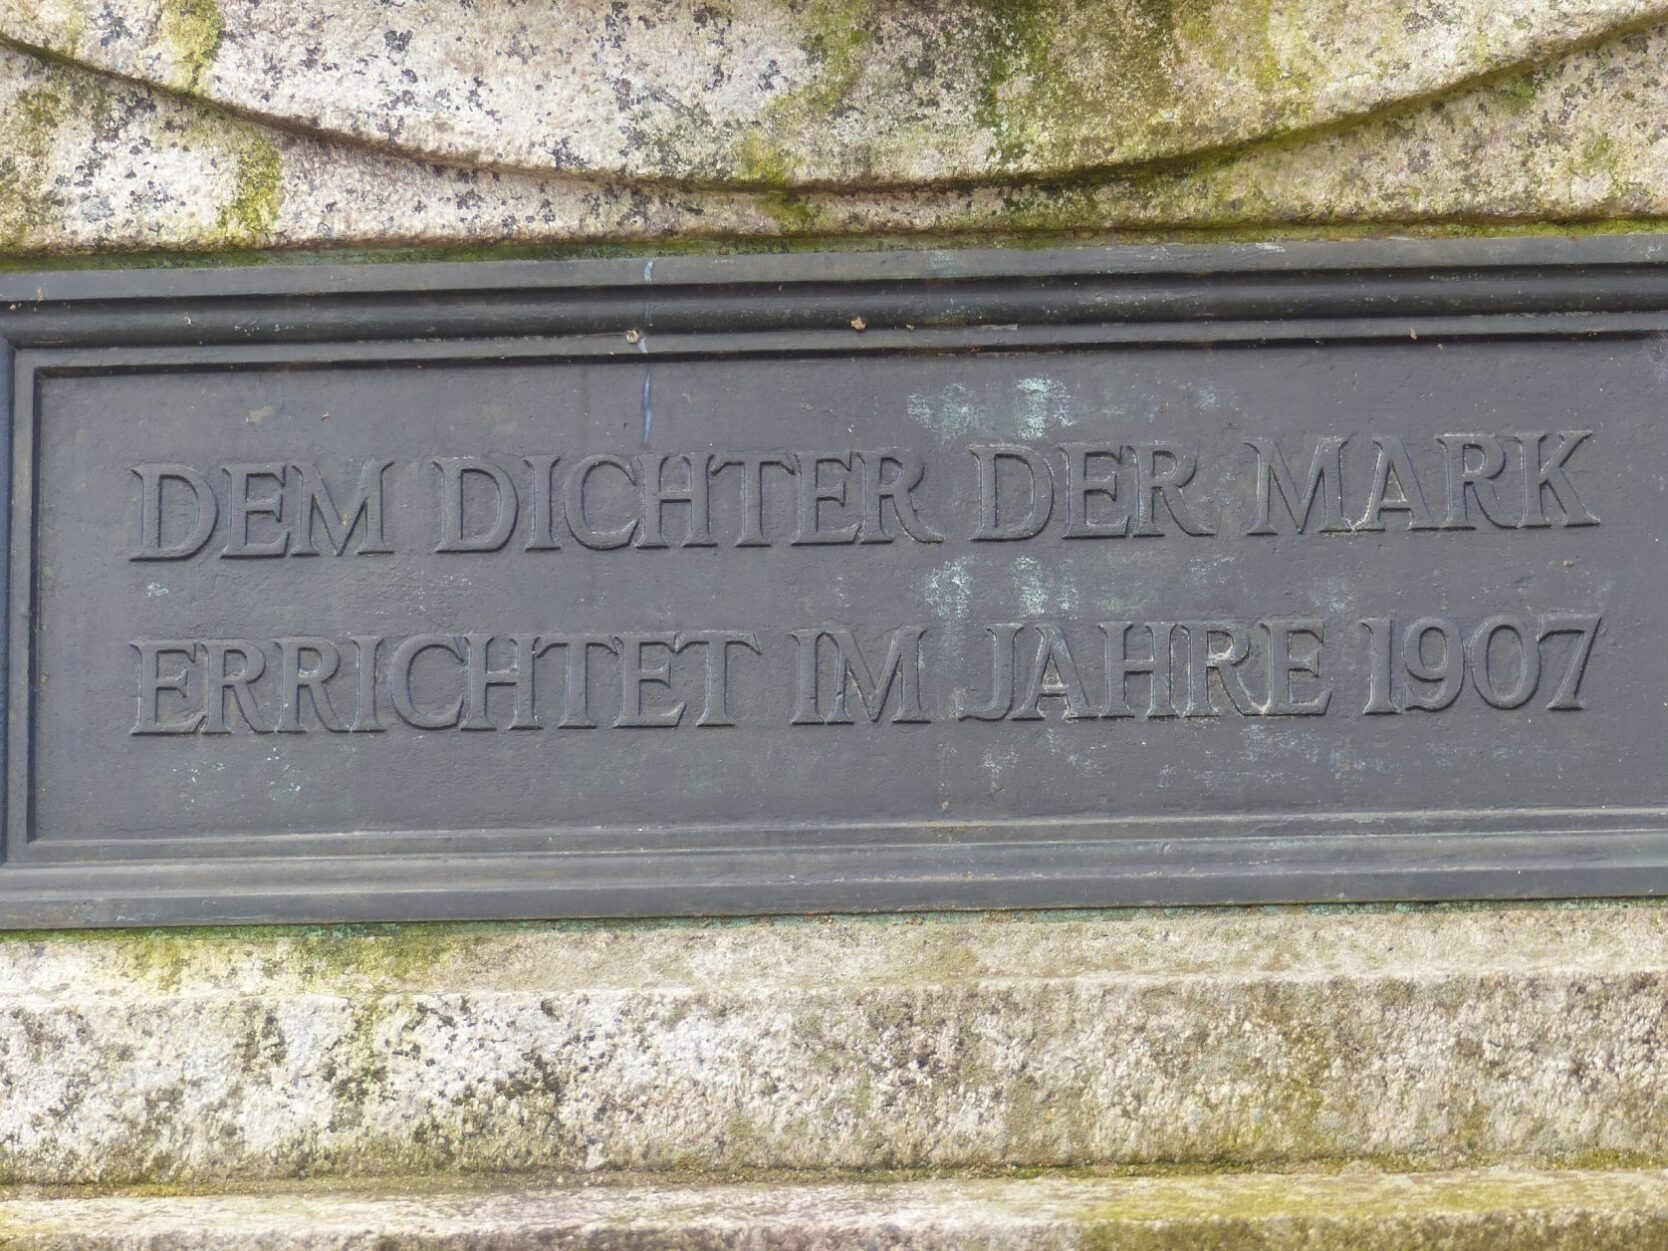 DEM DICHTER DER MARK
ERRICHTET IM JAHRE 1907